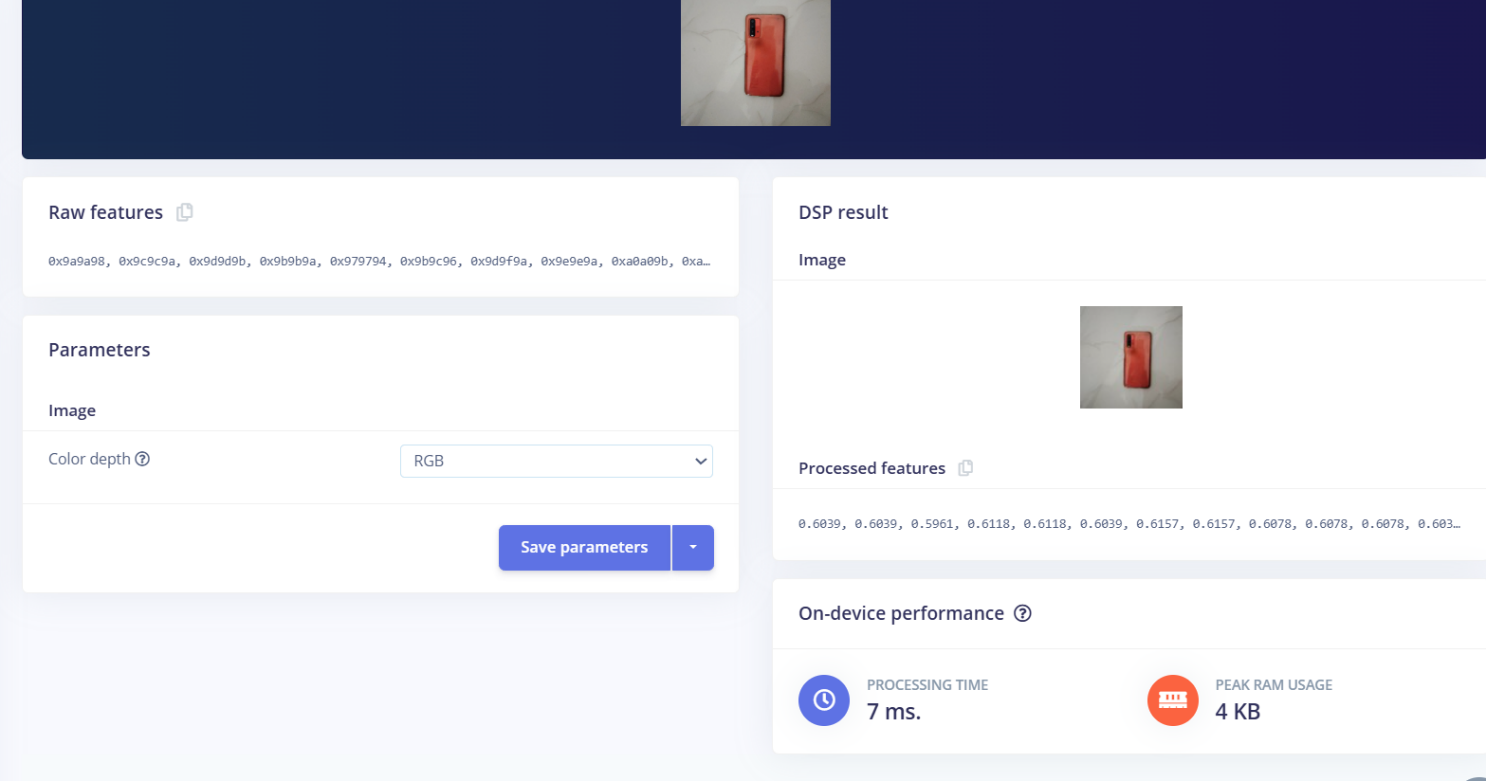 Raw features
0x9a9a98, 0x9c9c9a, 0x9d9d9b, 0x9b9b9a, 0x979794, 0x9b9c96, 0x9d9f9a, 0x9e9e9a, 0xa0a09b, 0xa…
Parameters
Image
Color depth
RGB
Save parameters
DSP result
Image
Processed features
0.6039, 0.6039, 0.5961, 0.6118, 0.6118, 0.6039, 0.6157, 0.6157, 0.6078, 0.6078, 0.6078, 0.603…
On-device performance
PROCESSING TIME
7 ms.
PEAK RAM USAGE
4 KB